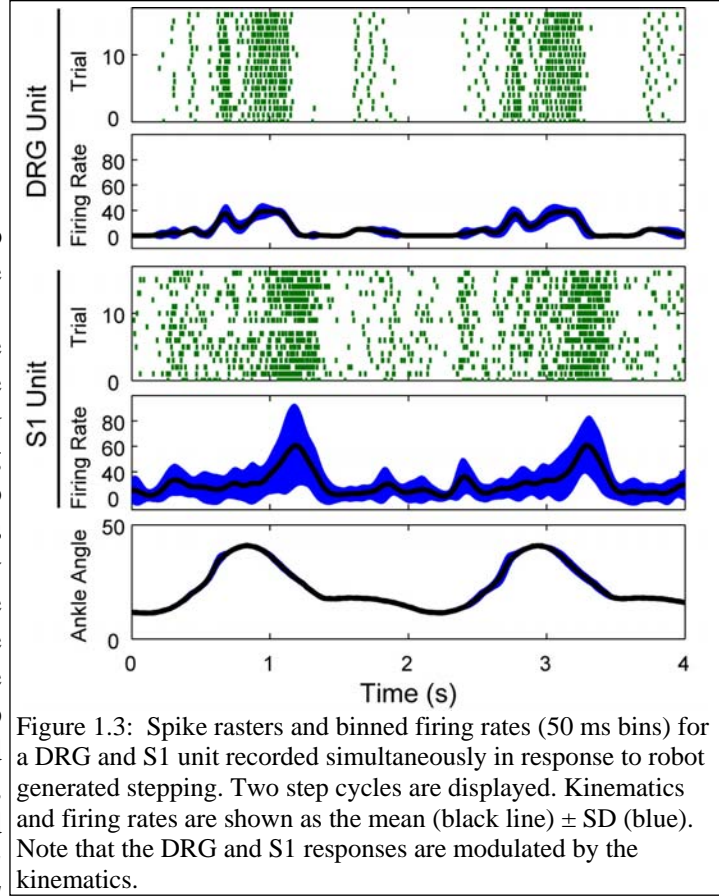 DRG Unit
Trial
10
0
Firing Rate
80
60
40
0
S1 Unit
Trial
10
0
Firing Rate
80
60
40
0
Ankle Angle
50
0
0 1 2 3 4
Time (s)
Figure 1.3: Spike rasters and binned firing rates (50 ms bins) for
a DRG and S1 unit recorded simultaneously in response to robot
generated stepping. Two step cycles are displayed. Kinematics
and firing rates are shown as the mean (black line) ± SD (blue).
Note that the DRG and S1 responses are modulated by the
kinematics.